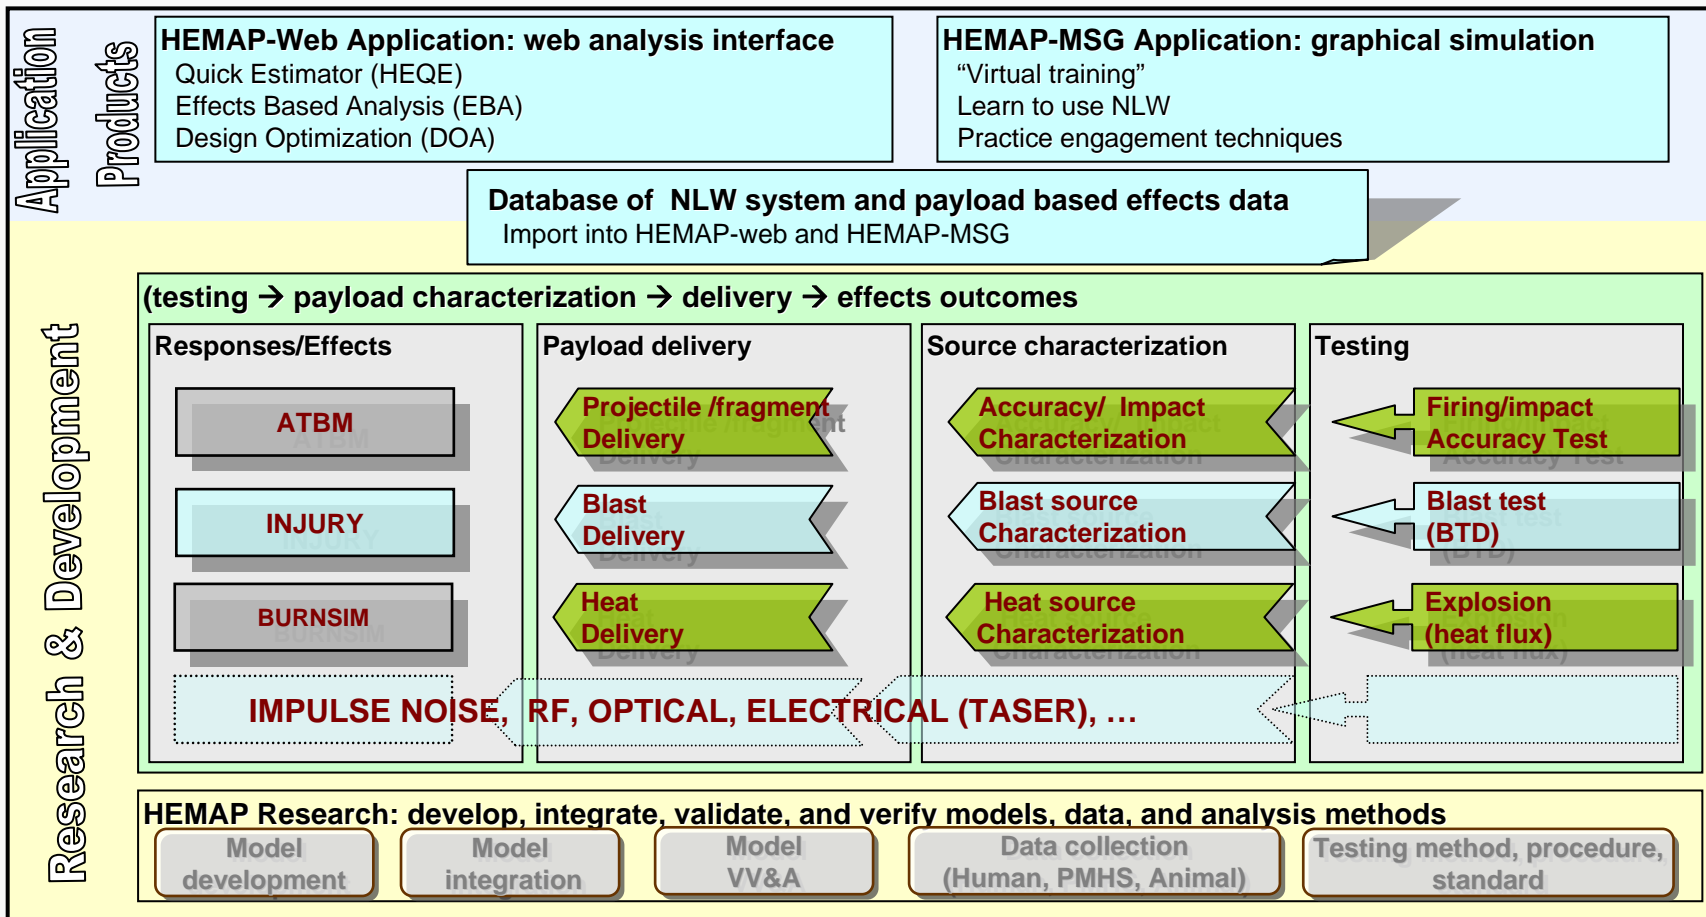 Application
Products
HEMAP-Web Application: web analysis interface
Quick Estimator (HEQE)
Effects Based Analysis (EBA)
Design Optimization (DOA)
HEMAP-MSG Application: graphical simulation
“Virtual training”
Learn to use NLW
Practice engagement techniques
Database of NLW system and payload based effects data
Import into HEMAP-web and HEMAP-MSG
Research & Development
(testing → payload characterization → delivery → effects outcomes
Responses/Effects
ATBM
INJURY
BURNSIM
Payload delivery
Projectile /fragment
Delivery
Blast
Delivery
Heat
Delivery
Source characterization
Accuracy/ Impact
Characterization
Blast source
Characterization
Heat source
Characterization
Testing
Firing/impact
Accuracy Test
Blast test
(BTD)
Explosion
(heat flux)
IMPULSE NOISE, RF, OPTICAL, ELECTRICAL (TASER), …
HEMAP Research: develop, integrate, validate, and verify models, data, and analysis methods
Model
development
Model
integration
Model
VV&A
Data collection
(Human, PMHS, Animal)
Testing method, procedure,
standard